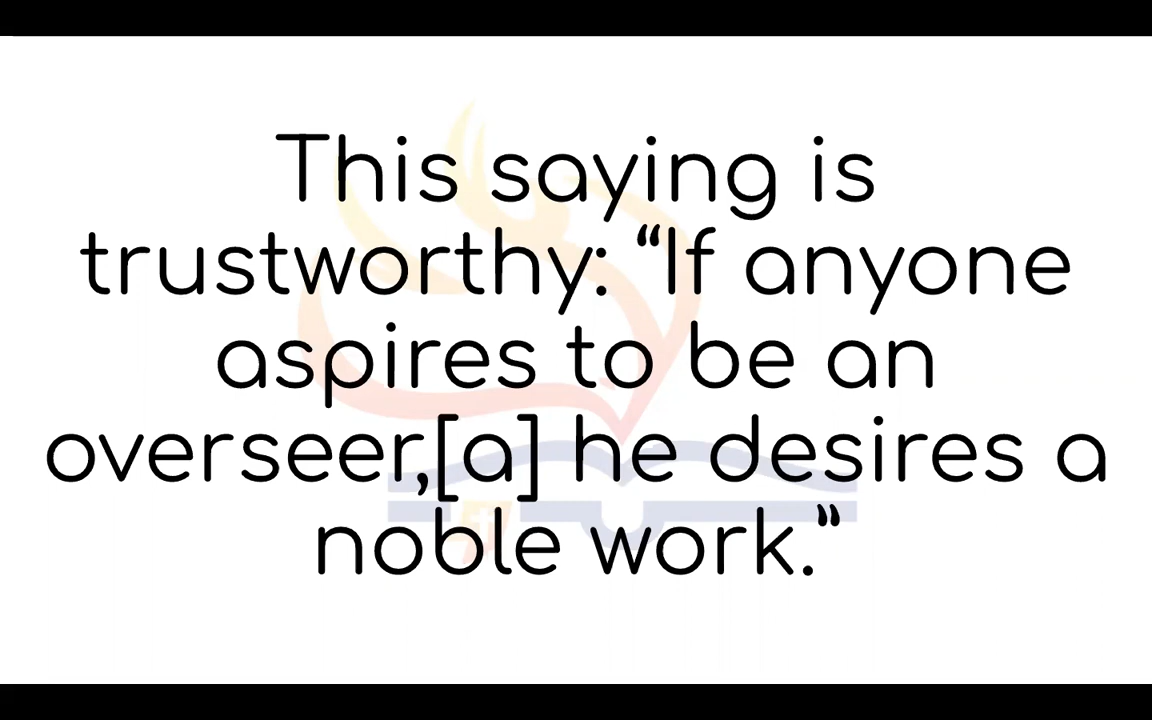 This saying is
trustworthy: “If anyone
aspires to be an
overseer,[a] he desires a
noble work.”